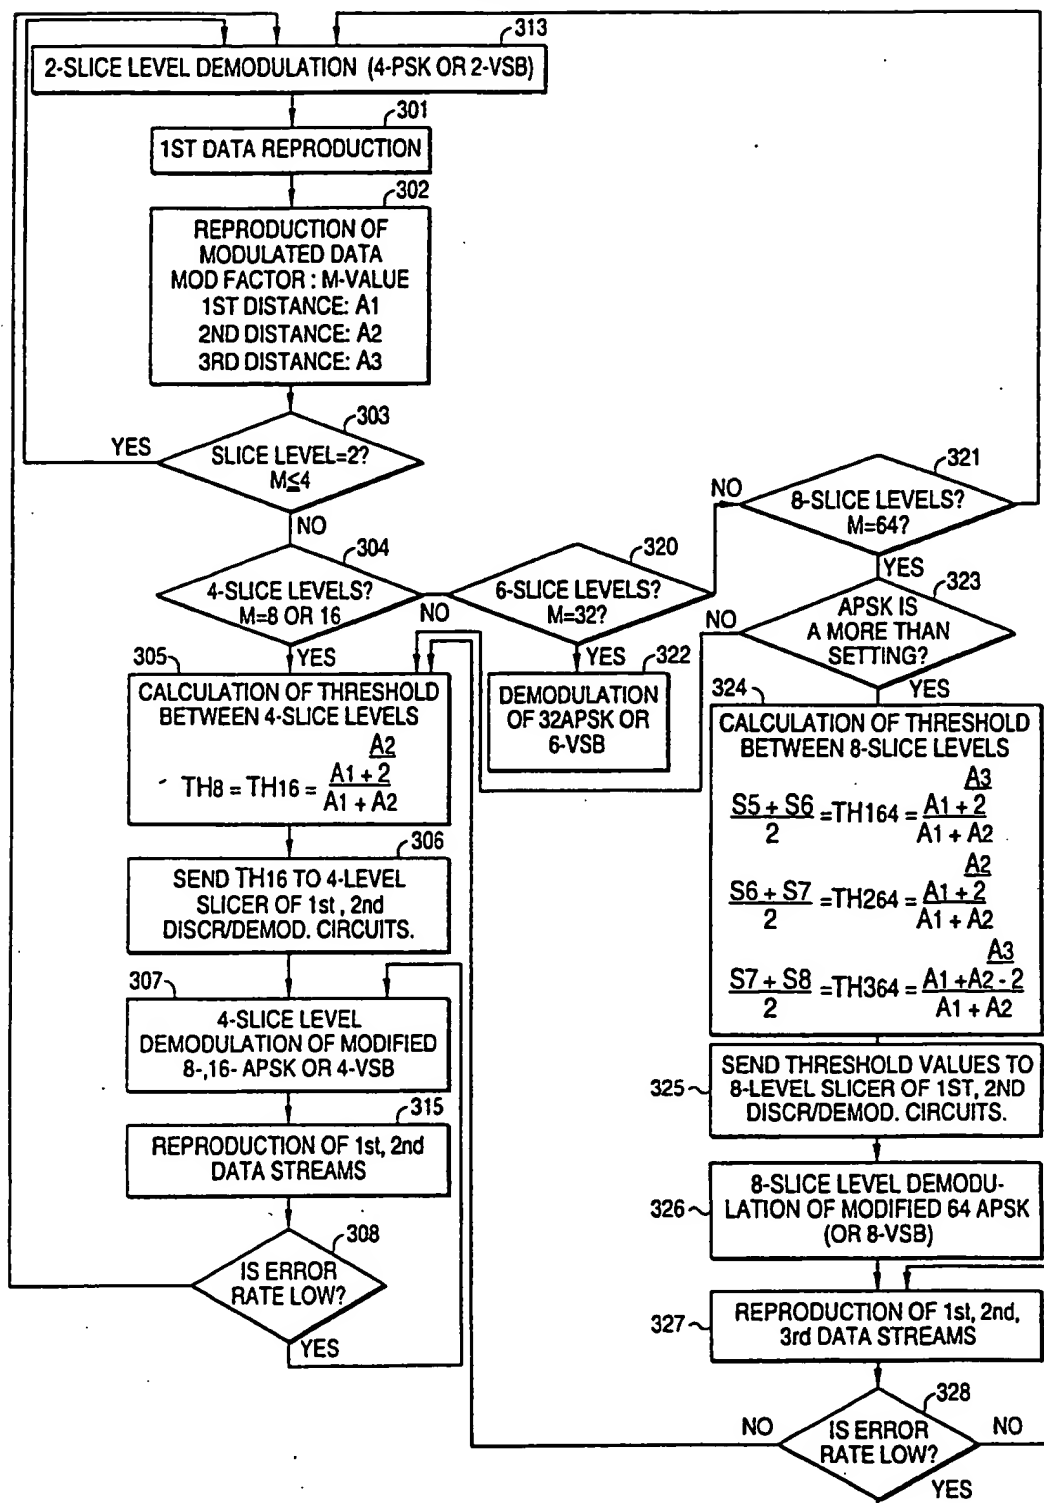 313
2-SLICE LEVEL DEMODULATION (4-PSK OR 2-VSB)
301
1ST DATA REPRODUCTION
302
REPRODUCTION OF
MODULATED DATA
MOD FACTOR : M-VALUE
1ST DISTANCE: A1
2ND DISTANCE: A2
3RD DISTANCE: A3
303
YES
SLICE LEVEL=2?
M≤4
NO
304
4-SLICE LEVELS?
M=8 OR 16
NO
YES
320
6-SLICE LEVELS?
M=32?
NO
YES
321
8-SLICE LEVELS?
M=64?
YES
323
NO
APSK IS
A MORE THAN
SETTING?
YES
322
DEMODULATION
OF 32APSK OR
6-VSB
305
CALCULATION OF THRESHOLD
BETWEEN 4-SLICE LEVELS
A2
TH8 = TH16 = A1 + 2
A1 + A2
306
SEND TH16 TO 4-LEVEL
SLICER OF 1st, 2nd
DISCR/DEMOD. CIRCUITS.
307
4-SLICE LEVEL
DEMODULATION OF MODIFIED
8-,16- APSK OR 4-VSB
315
REPRODUCTION OF 1st, 2nd
DATA STREAMS
308
IS ERROR
RATE LOW?
YES
324
CALCULATION OF THRESHOLD
BETWEEN 8-SLICE LEVELS
A3
S5 + S6 =TH164 = A1 + 2
2 A1 + A2
A2
S6 + S7 =TH264 = A1 + 2
2 A1 + A2
A3
S7 + S8 =TH364 = A1 +A2 - 2
2 A1 + A2
325
SEND THRESHOLD VALUES TO
8-LEVEL SLICER OF 1ST, 2ND
DISCR/DEMOD. CIRCUITS.
326
8-SLICE LEVEL DEMODU-
LATION OF MODIFIED 64 APSK
(OR 8-VSB)
327
REPRODUCTION OF 1st, 2nd,
3rd DATA STREAMS
328
NO
IS ERROR
RATE LOW?
NO
YES